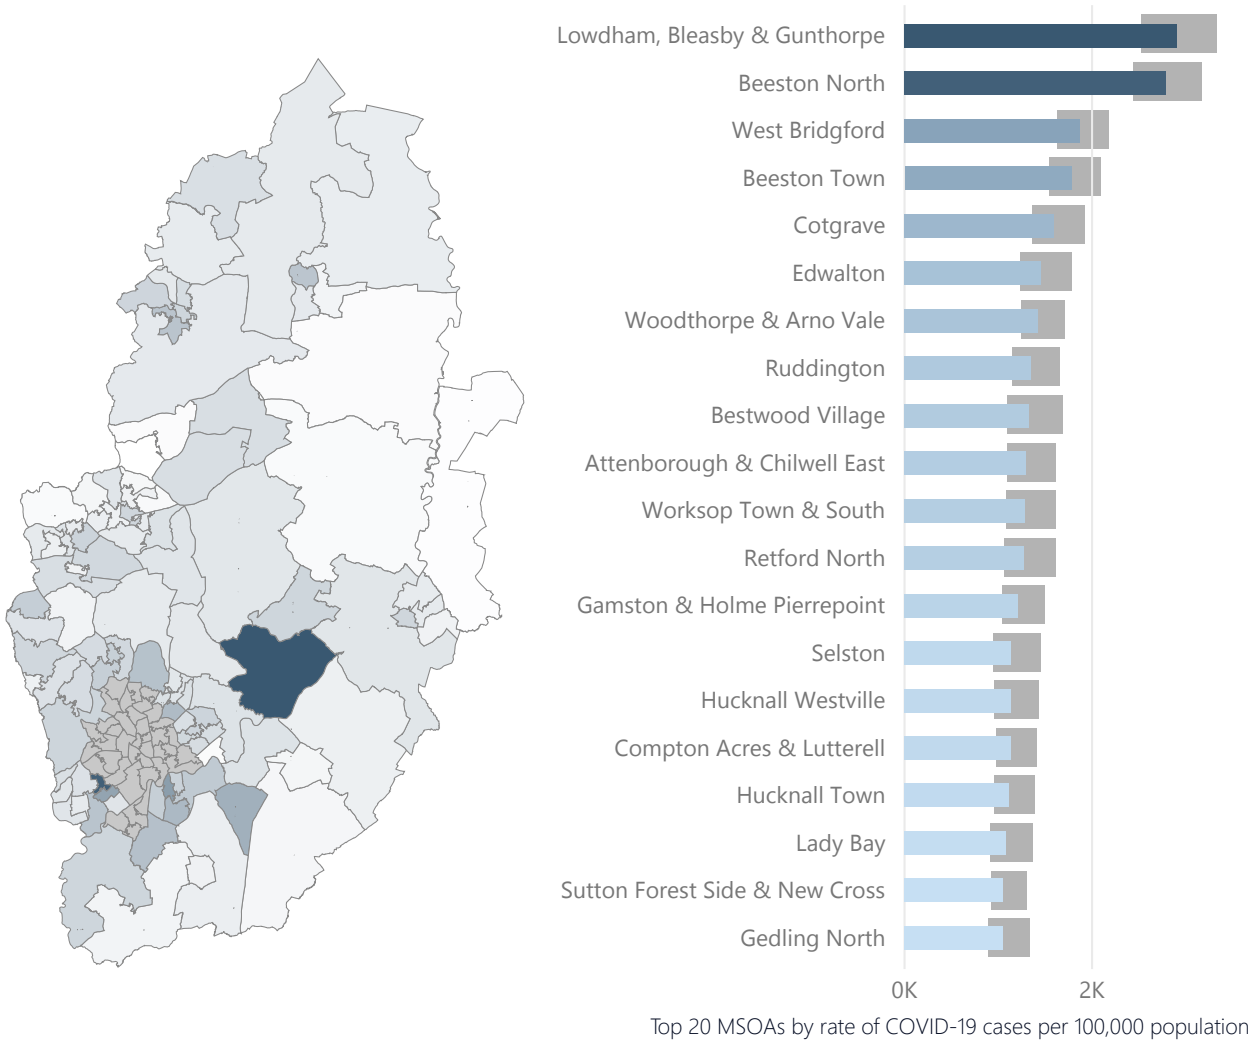 Lowdham, Bleasby & Gunthorpe
Beeston North
West Bridgford
Beeston Town
Cotgrave
Edwalton
Woodthorpe & Arno Vale
Ruddington
Bestwood Village
Attenborough & Chilwell East
Worksop Town & South
Retford North
Gamston & Holme Pierrepoint
Selston
Hucknall Westville
Compton Acres & Lutterell
Hucknall Town
Lady Bay
Sutton Forest Side & New Cross
Gedling North
0K 2K
Top 20 MSOAs by rate of COVID-19 cases per 100,000 population